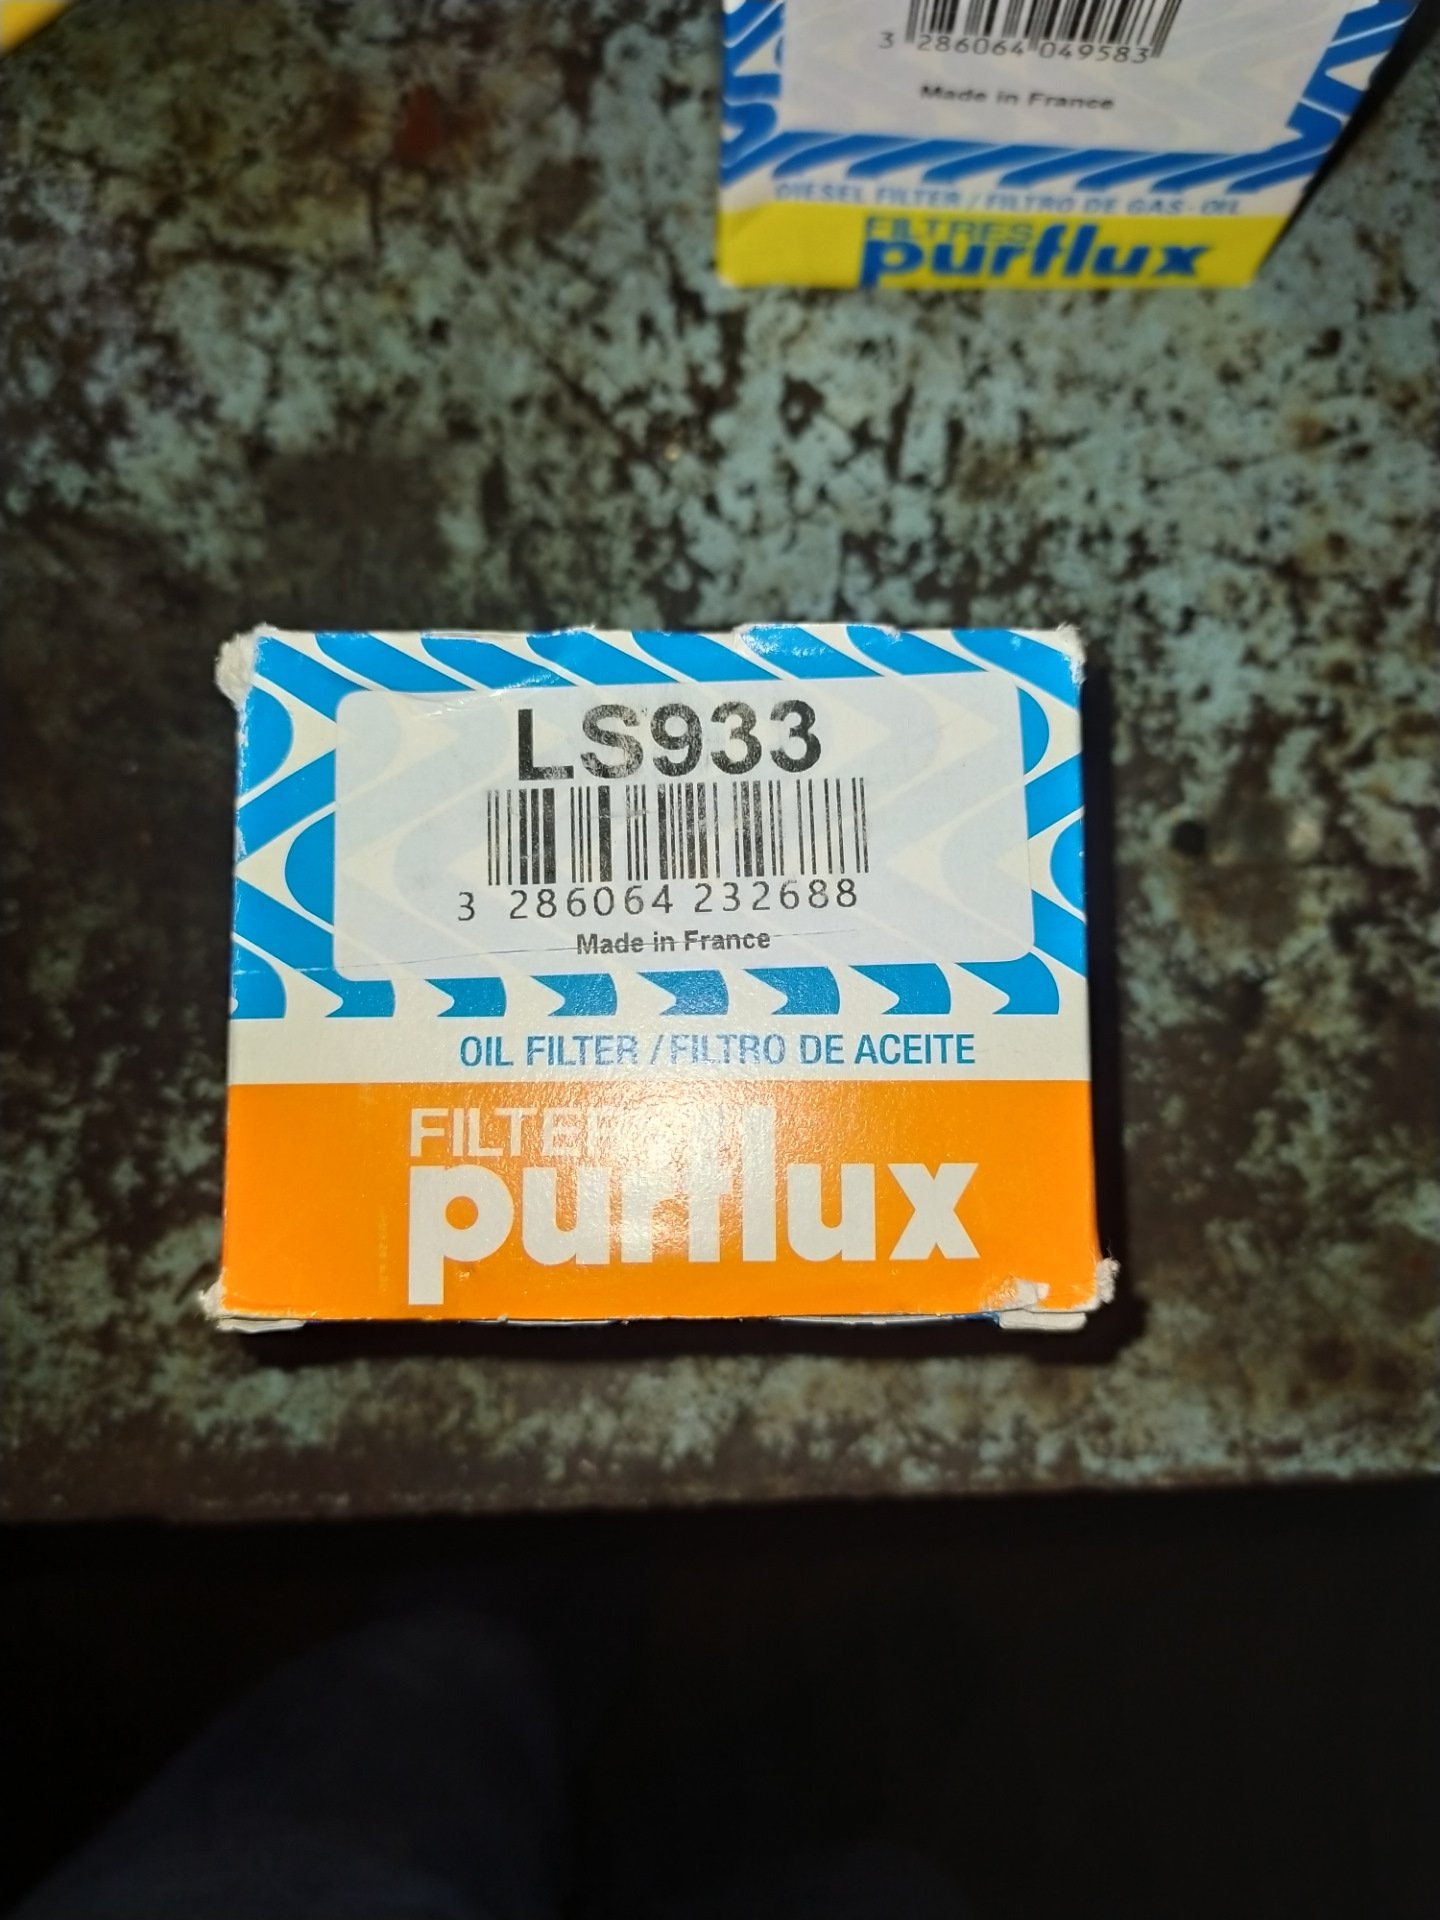 3 286064 049583
Made in France
DIESEL FILTER / FILTRO DE GAS-OIL
FILTRES
purflux
LS933
3 286064 232688
Made in France
OIL FILTER / FILTRO DE ACEITE
purflux